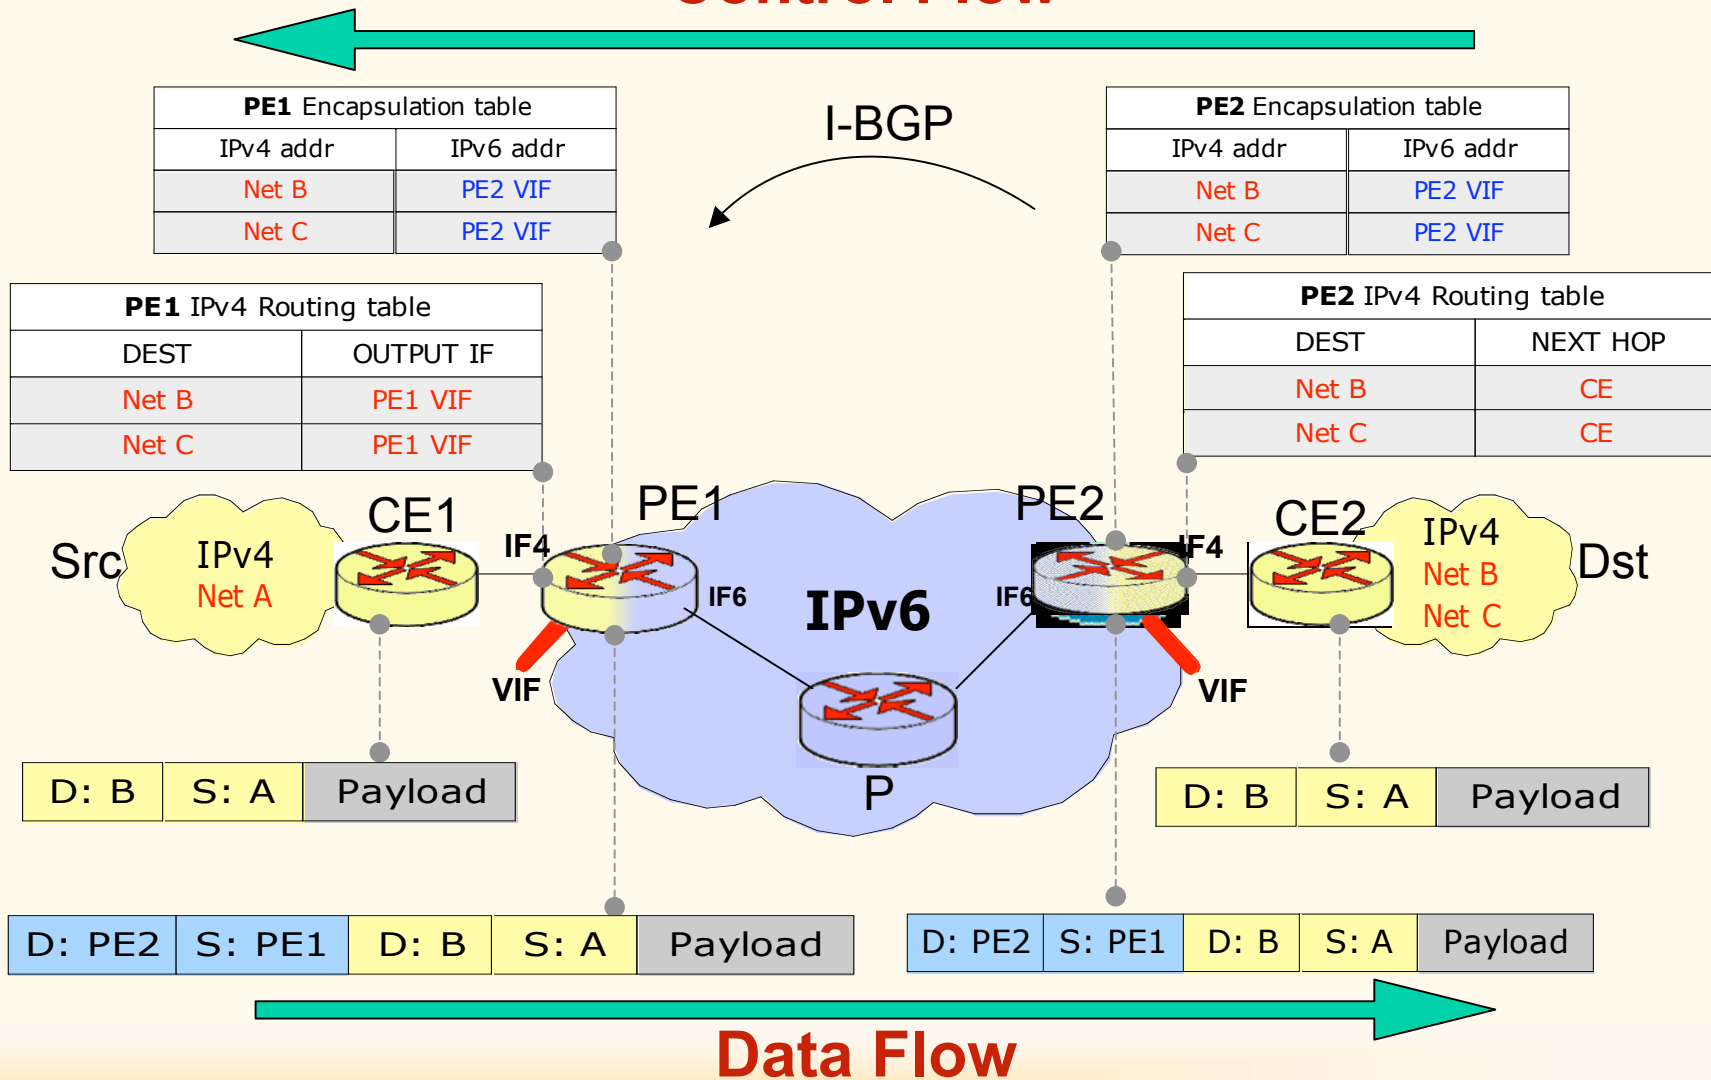 Control Flow
PE1 Encapsulation table
IPv4 addr IPv6 addr
Net B PE2 VIF
Net C PE2 VIF
I-BGP
PE2 Encapsulation table
IPv4 addr IPv6 addr
Net B PE2 VIF
Net C PE2 VIF
PE1 IPv4 Routing table
DEST OUTPUT IF
Net B PE1 VIF
Net C PE1 VIF
PE2 IPv4 Routing table
DEST NEXT HOP
Net B CE
Net C CE
Src
IPv4
Net A
CE1
IF4
PE1
IF6
VIF
IPv6
P
PE2
IF6
IF4
VIF
CE2
IPv4
Net B
Net C
Dst
D: B S: A Payload
D: B S: A Payload
D: PE2 S: PE1 D: B S: A Payload
D: PE2 S: PE1 D: B S: A Payload
Data Flow